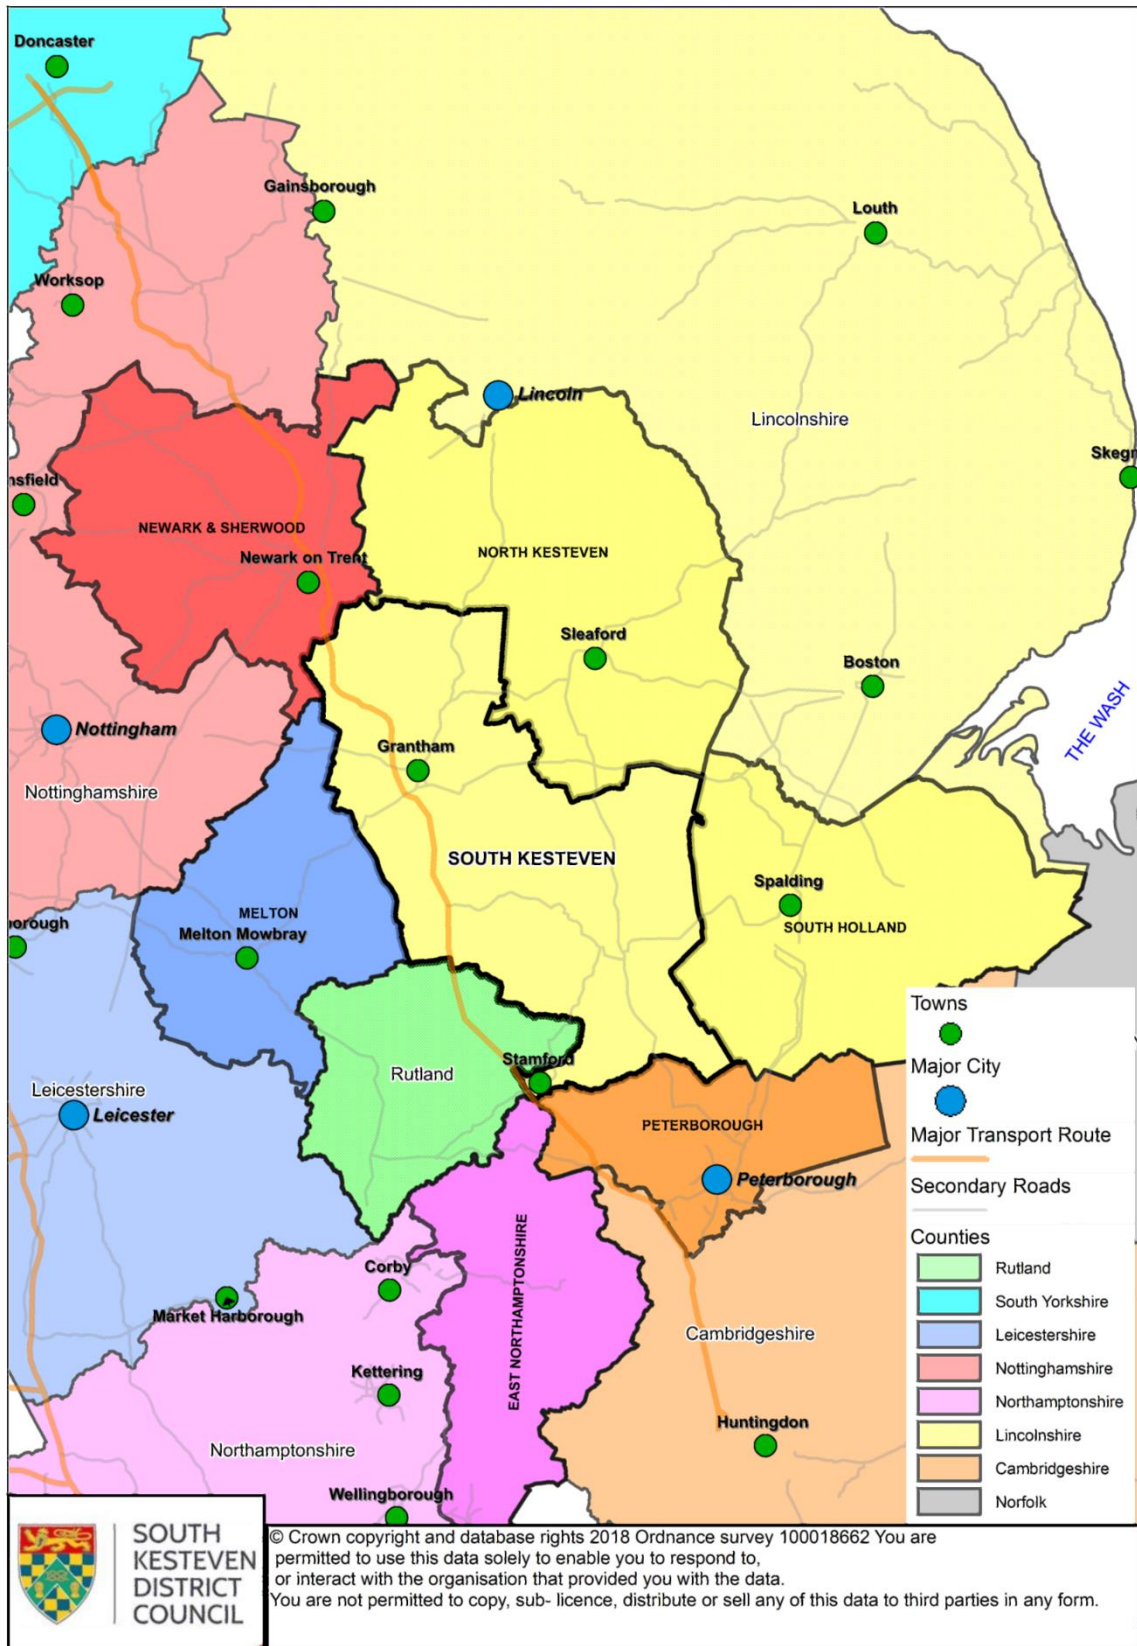 Doncaster
Gainsborough
Louth
Worksop
Lincoln
Lincolnshire
Skegn
nsfield
NEWARK & SHERWOOD
NORTH KESTEVEN
Newark on Trent
Sleaford
Boston
THE WASH
Nottingham
Grantham
Nottinghamshire
SOUTH KESTEVEN
Spalding
MELTON
borough
SOUTH HOLLAND
Melton Mowbray
Towns
Stamford
Major City
Rutland
Leicestershire
Leicester
PETERBOROUGH
Major Transport Route
Peterborough
Secondary Roads
Counties
EAST NORTHAMPTONSHIRE
Corby
Rutland
Market Harborough
South Yorkshire
Cambridgeshire
Leicestershire
Kettering
Nottinghamshire
Northamptonshire
Huntingdon
Lincolnshire
Northamptonshire
Cambridgeshire
Wellingborough
Norfolk
SOUTH
KESTEVEN
DISTRICT
COUNCIL
© Crown copyright and database rights 2018 Ordnance survey 100018662 You are
permitted to use this data solely to enable you to respond to,
or interact with the organisation that provided you with the data.
You are not permitted to copy, sub- licence, distribute or sell any of this data to third parties in any form.